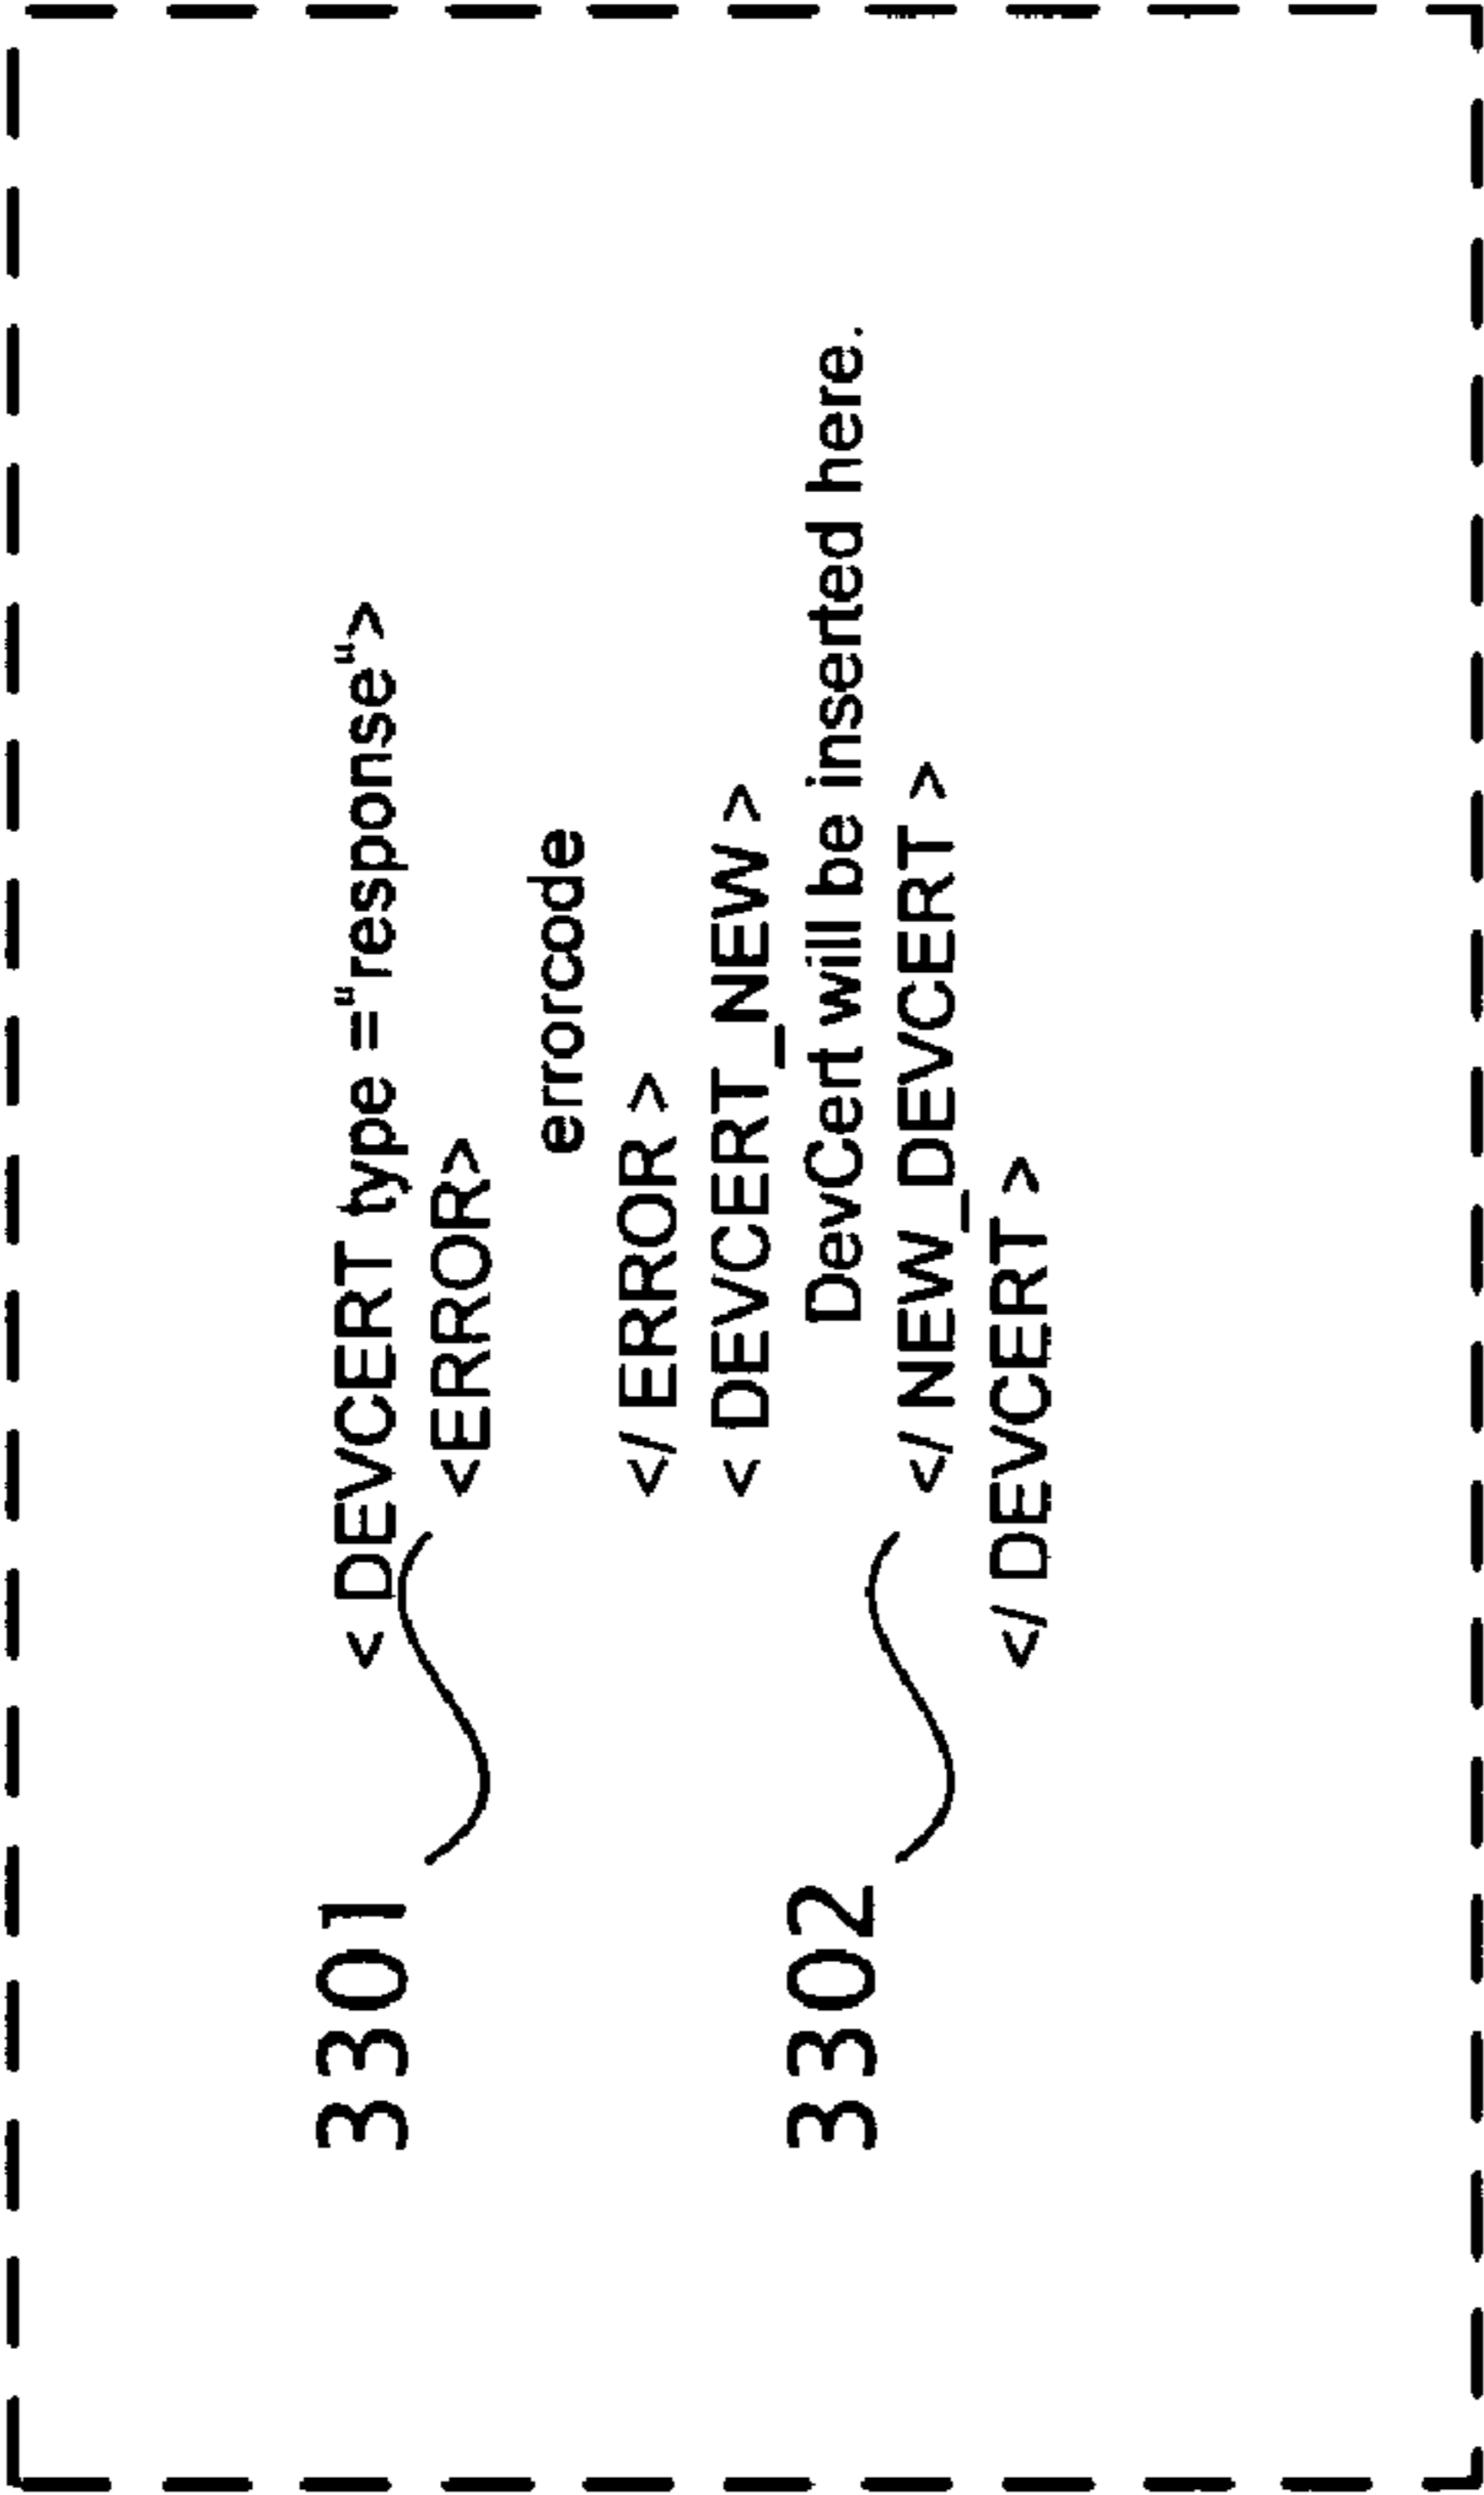 < DEVCERT type ="response">
3301
<ERROR>
errorcode
</ ERROR >
< DEVCERT_NEW >
3302
DevCert will be inserted here.
</ NEW_DEVCERT >
</ DEVCERT >